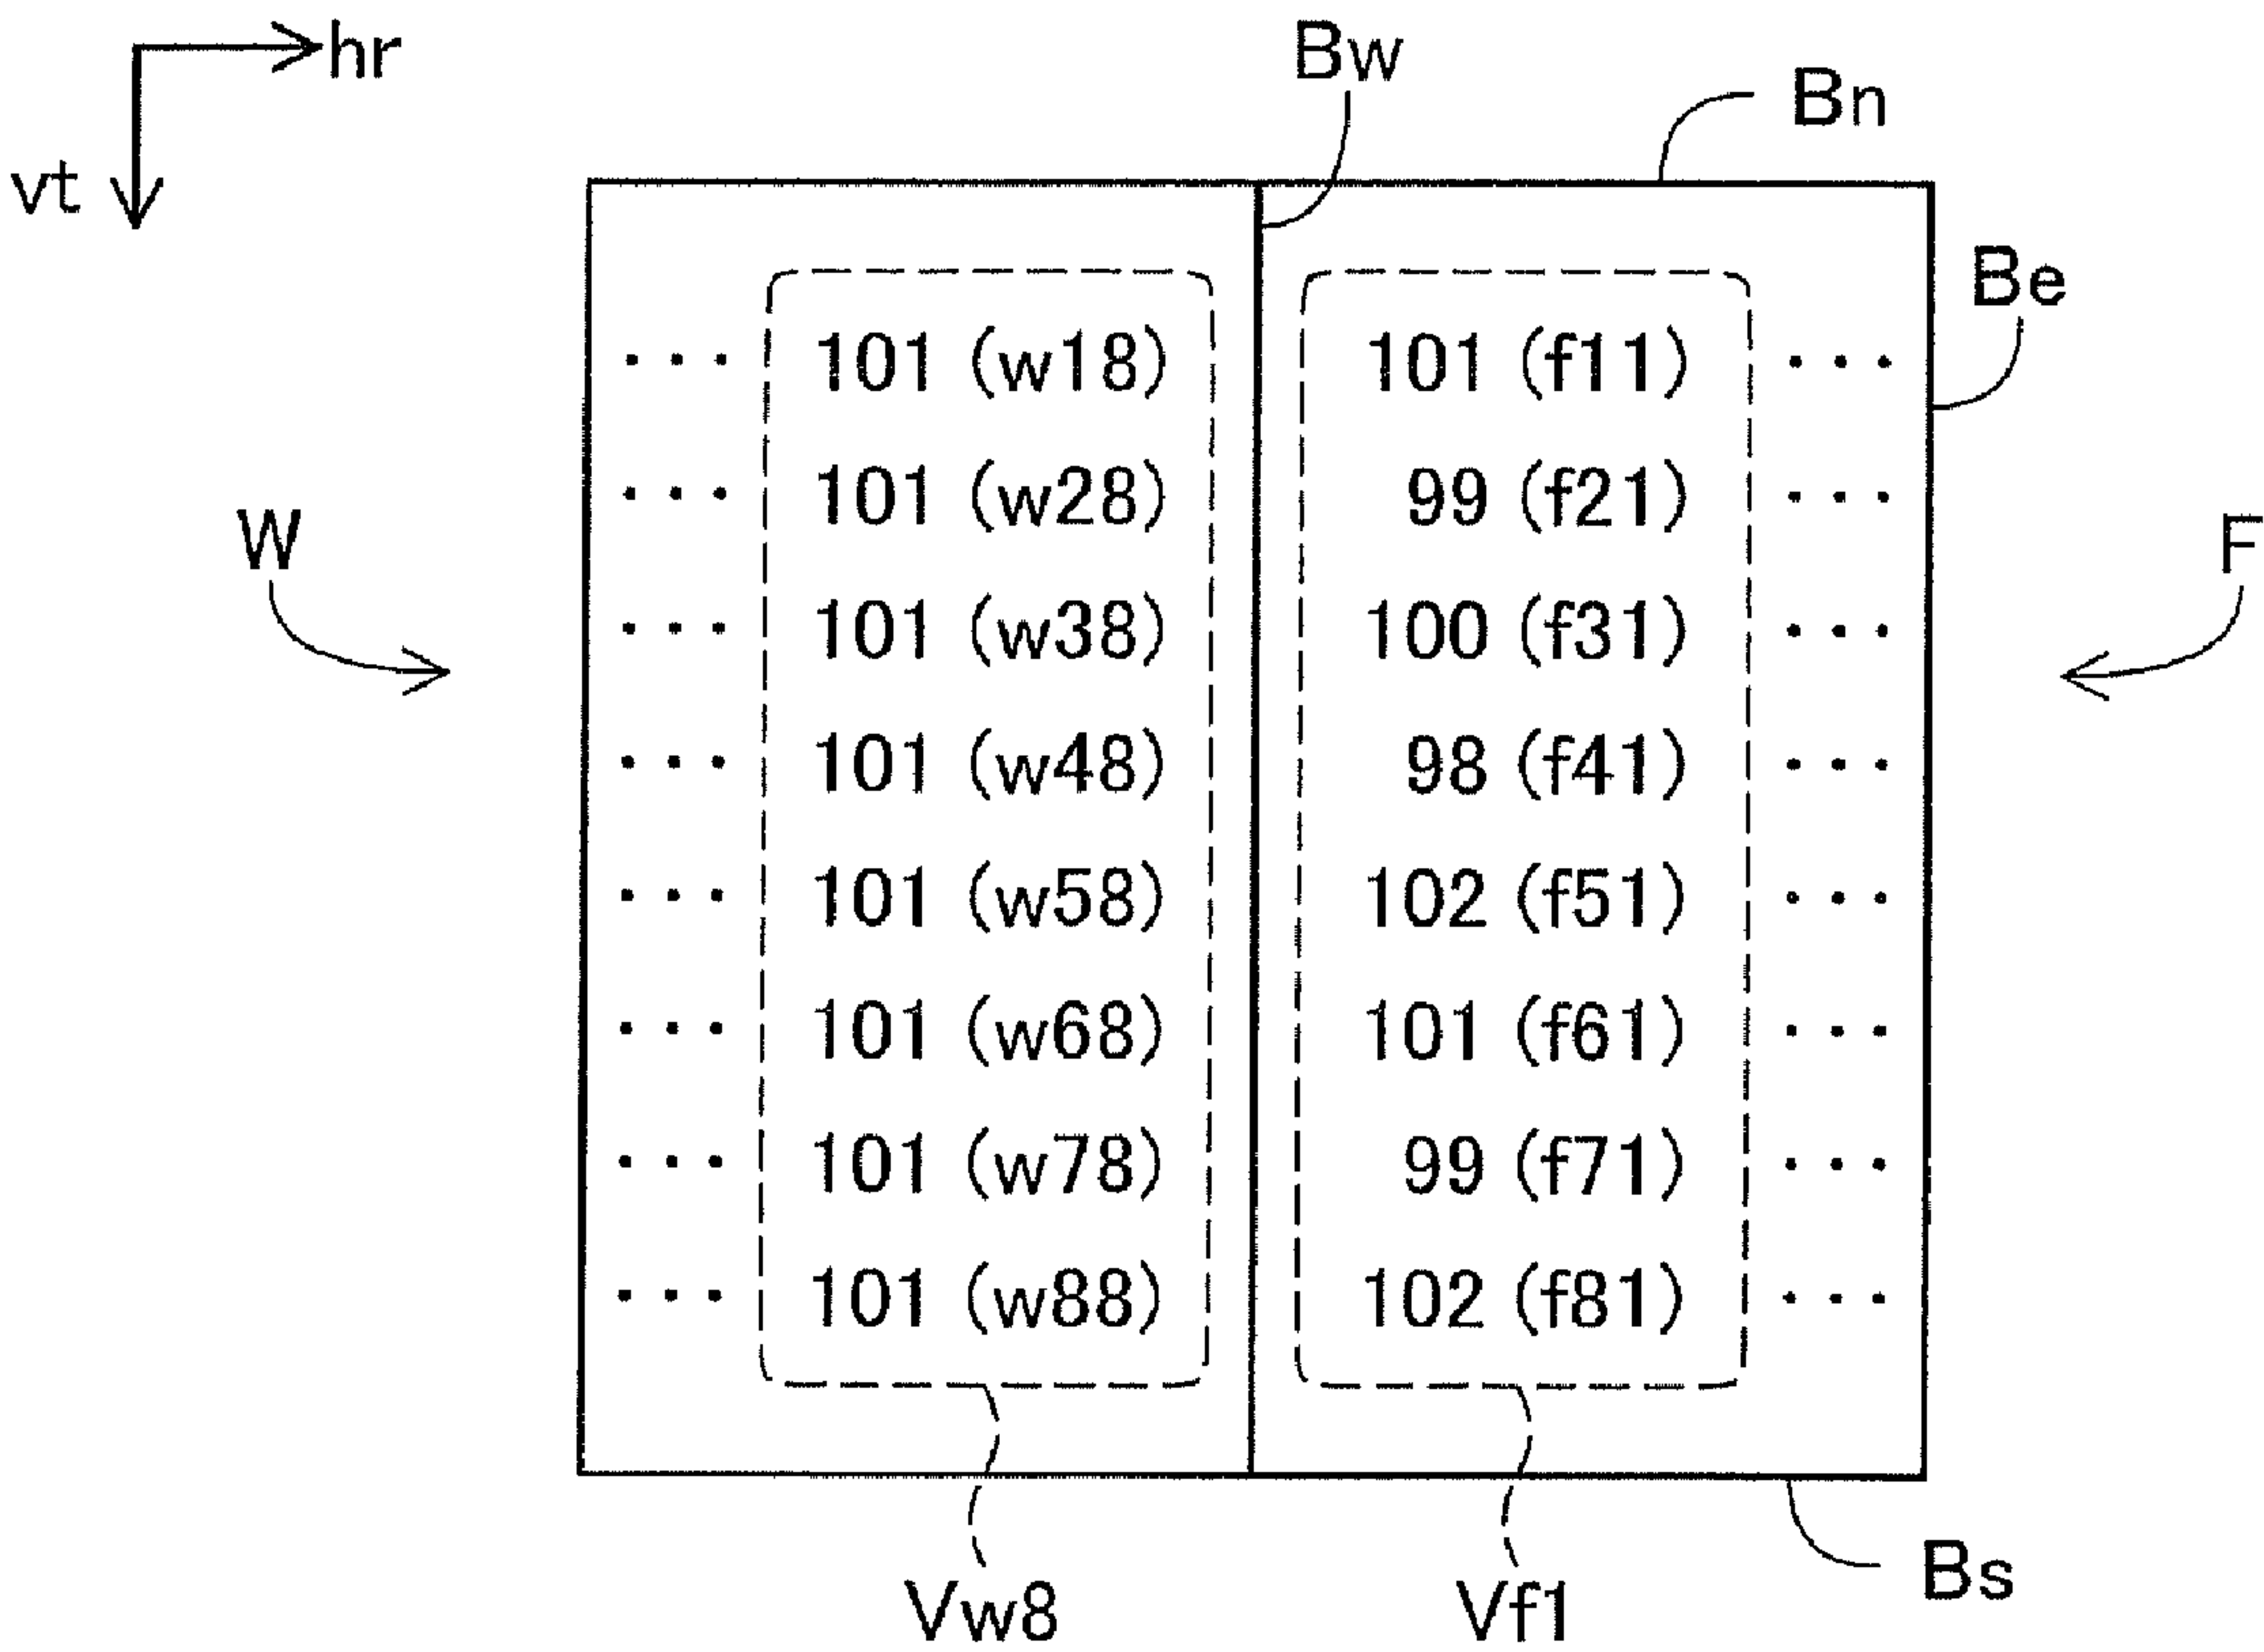 hr
vt
Bw
Bn
Be
W
F
... 101 (w18) 101 (f11) ...
... 101 (w28) 99 (f21) ...
... 101 (w38) 100 (f31) ...
... 101 (w48) 98 (f41) ...
... 101 (w58) 102 (f51) ...
... 101 (w68) 101 (f61) ...
... 101 (w78) 99 (f71) ...
... 101 (w88) 102 (f81) ...
Bs
Vw8
Vf1